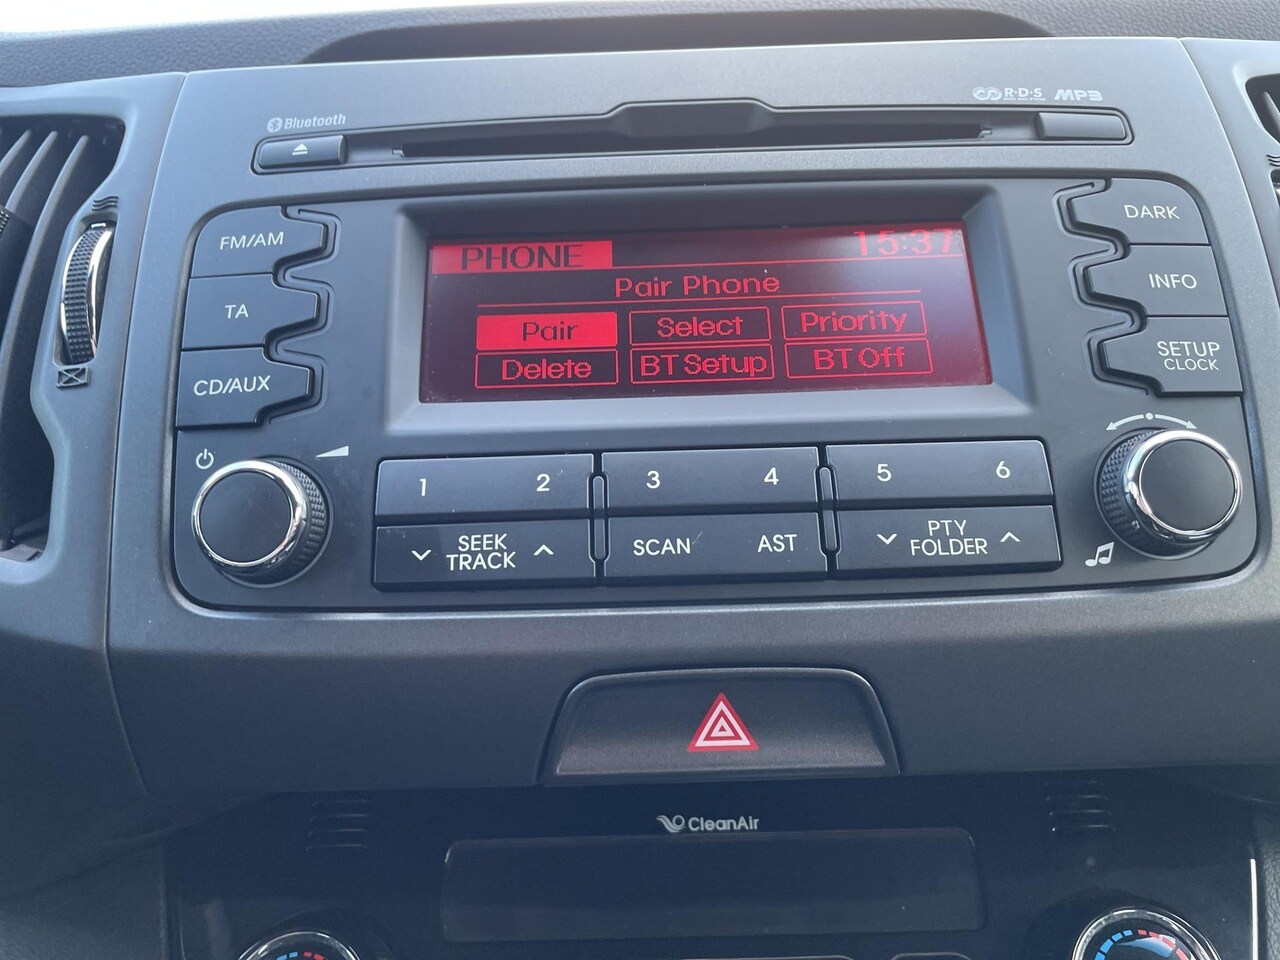 Bluetooth
R·D·S MP3
FM/AM
TA
CD/AUX
PHONE 15:37
Pair Phone
Pair Select Priority
Delete BT Setup BT Off
DARK
INFO
SETUP
CLOCK
1 2 3 4 5 6
SEEK
TRACK
SCAN AST
PTY
FOLDER
CleanAir